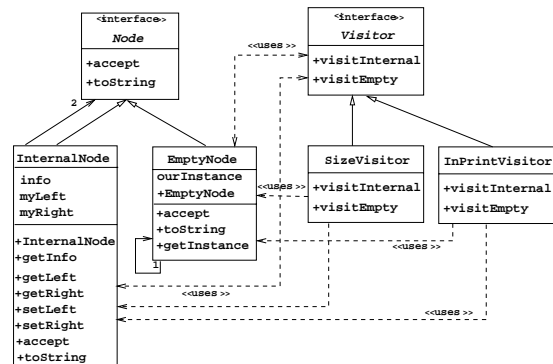 <interface>>
Node
+accept
+toString
<interface>>
Visitor
+visitInternal
+visitEmpty
<<uses >>
2
InternalNode
info
myLeft
myRight
+InternalNode
+getInfo
+getLeft
+getRight
+setLeft
+setRight
+accept
+toString
EmptyNode
ourInstance
+EmptyNode
+accept
+toString
+getInstance
1
<<uses >>
SizeVisitor
+visitInternal
+visitEmpty
InPrintVisitor
+visitInternal
+visitEmpty
<<uses >>
<<uses >>
<<uses >>
<<uses >>